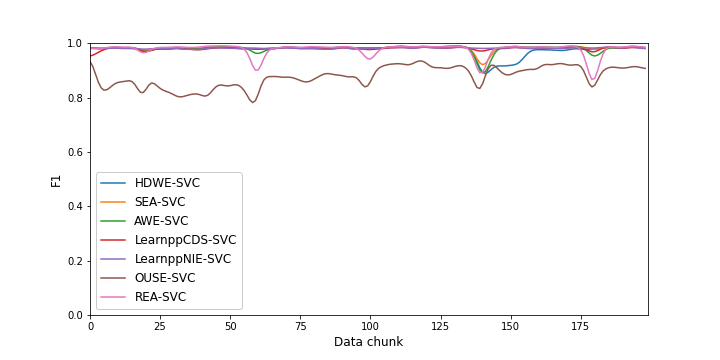 1.0
0.8
0.6
0.4
0.2
0.0
F1
HDWE-SVC
SEA-SVC
AWE-SVC
LearnppCDS-SVC
LearnppNIE-SVC
OUSE-SVC
REA-SVC
0 25 50 75 100 125 150 175
Data chunk